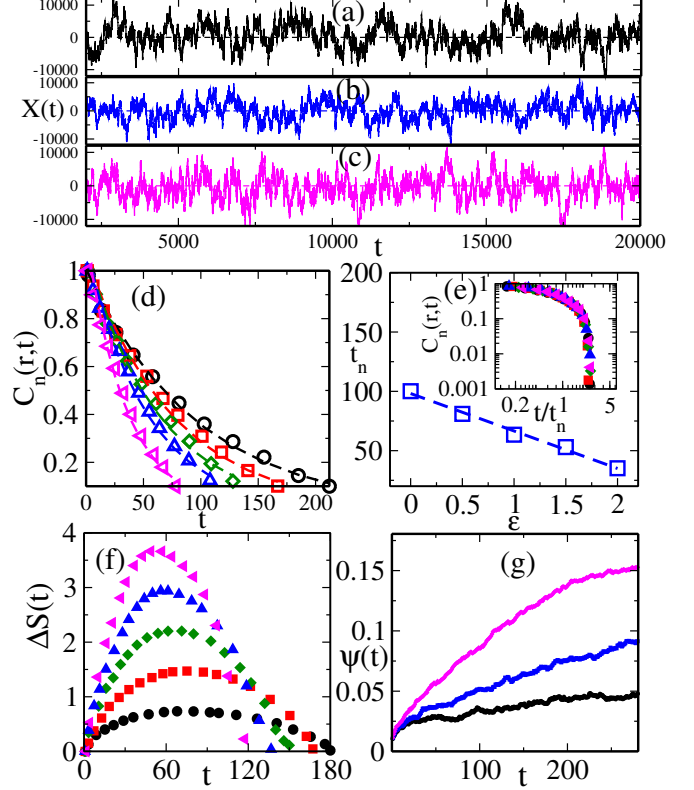 10000
(a)
0
-10000
10000
(b)
X(t)
0
-10000
10000
(c)
0
-10000
5000 10000 15000 20000
t
1
(d)
0.8
0.6
0.4
0.2
C_n(r,t)
0 50 100 150 200
t
200
(e)
150
t_n
100
50
0 0.5 1 1.5 2
ε
1
0.1
0.01
0.001
C_n(r,t)
0.2 1 5
t/t_n
4
(f)
3
2
1
0
ΔS(t)
0 60 120 180
t
0.15
(g)
0.1
ψ(t)
0.05
0
100 200
t